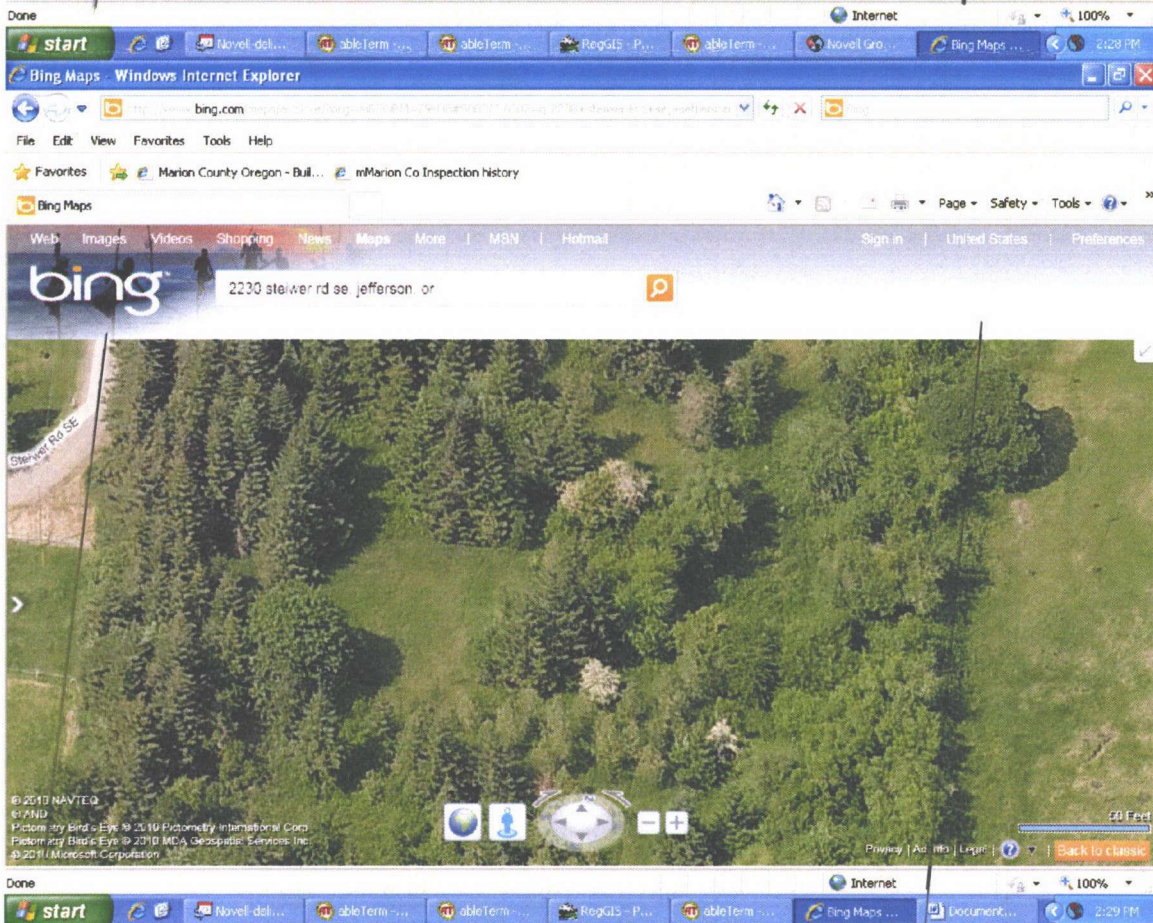 Done
Internet
100%
start
Novell-deli...
ableTerm -...
ableTerm -...
RegGIS - P...
ableTerm -...
Novell Gro...
Bing Maps ...
2:28 PM
Bing Maps - Windows Internet Explorer
bing.com
File Edit View Favorites Tools Help
Favorites
Marion County Oregon - Buil...
mMarion Co Inspection history
Bing Maps
Page
Safety
Tools
Web Images Videos Shopping News Maps More | MSN | Hotmail
Sign in | United States | Preferences
bing
2230 steiwer rd se, jefferson, or
Steiwer Rd SE
© 2010 NAVTEQ
© AND
Pictometry Bird's Eye © 2010 Pictometry International Corp
Pictometry Bird's Eye © 2010 MDA Geospatial Services Inc.
© 2010 Microsoft Corporation
50 Feet
Privacy | Legal |
Back to classic
Done
Internet
100%
start
Novell-deli...
ableTerm -...
ableTerm -...
RegGIS - P...
ableTerm -...
Bing Maps ...
Document...
2:29 PM